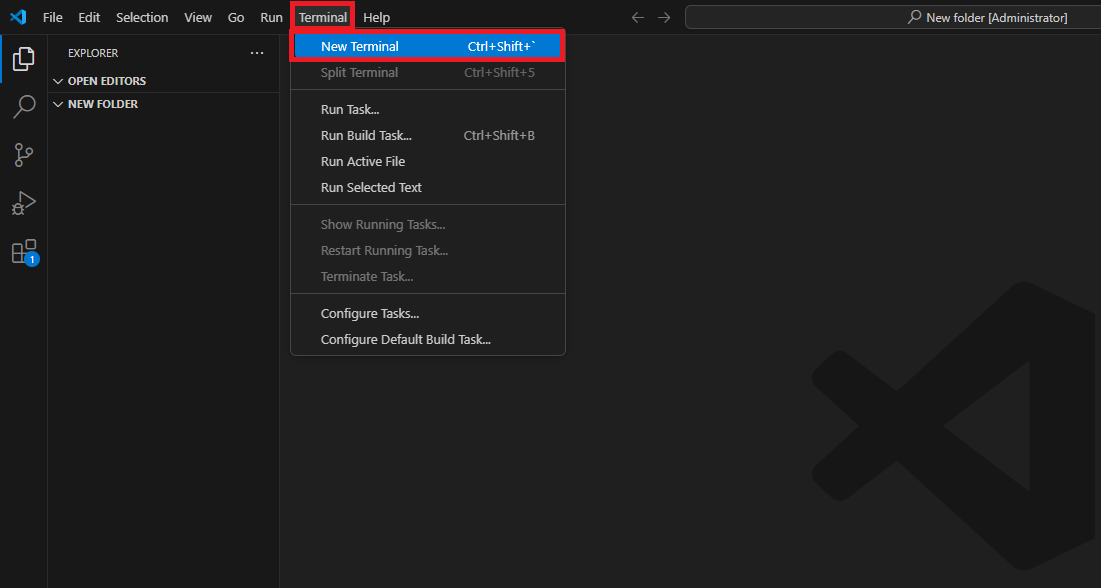 File Edit Selection View Go Run Terminal Help New folder [Administrator]
EXPLORER ...
OPEN EDITORS
NEW FOLDER
1
New Terminal Ctrl+Shift+`
Split Terminal Ctrl+Shift+5
Run Task...
Run Build Task... Ctrl+Shift+B
Run Active File
Run Selected Text
Show Running Tasks...
Restart Running Task...
Terminate Task...
Configure Tasks...
Configure Default Build Task...